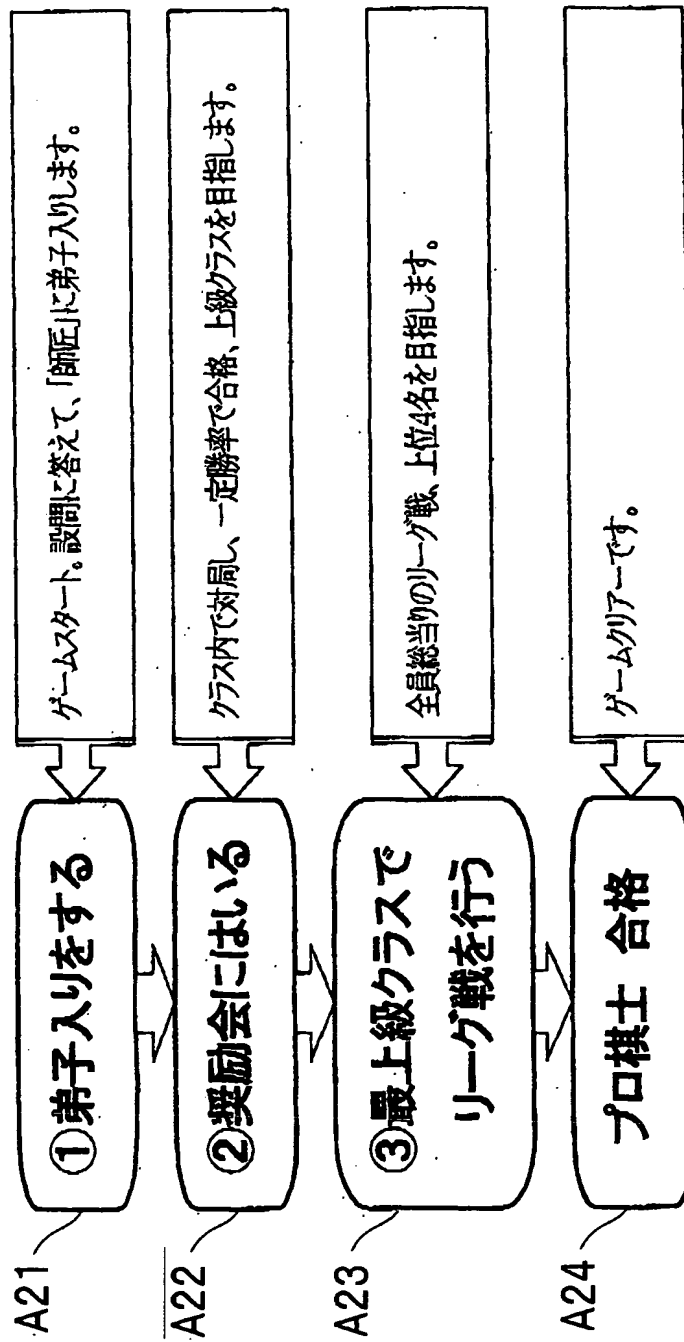 A21
①弟子入りをする
ゲームスタート。設問に答えて、「師匠」に弟子入りします。
A22
②奨励会にはいる
クラス内で対局し、一定勝率で合格、上級クラスを目指します。
A23
③最上級クラスで
リーグ戦を行う
全員総当りのリーグ戦、上位4名を目指します。
A24
プロ棋士 合格
ゲームクリアーです。